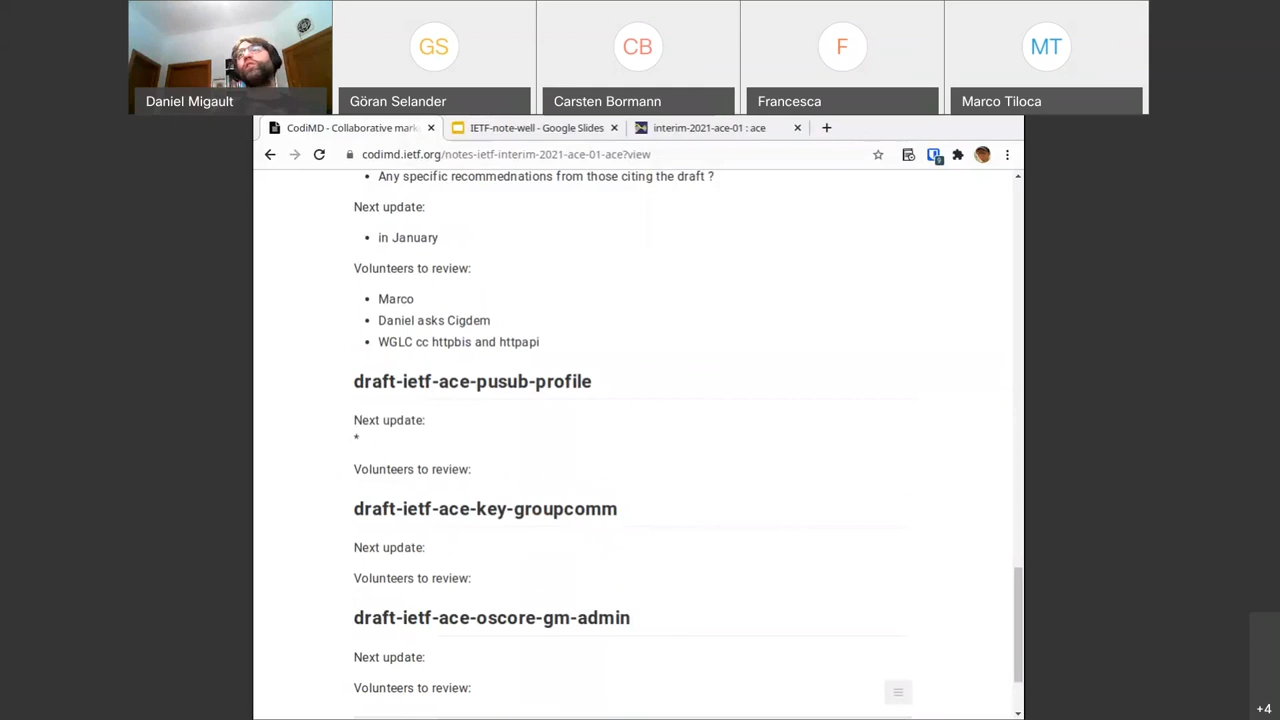 GS
CB
F
MT
Daniel Migault
Göran Selander
Carsten Bormann
Francesca
Marco Tiloca
CodiMD - Collaborative mark
IETF-note-well - Google Slides
interim-2021-ace-01 : ace
codimd.ietf.org/notes-ietf-interim-2021-ace-01-ace?view
Any specific recommednations from those citing the draft ?
Next update:
in January
Volunteers to review:
Marco
Daniel asks Cigdem
WGLC cc httpbis and httpapi
draft-ietf-ace-pusub-profile
Next update:
*
Volunteers to review:
draft-ietf-ace-key-groupcomm
Next update:
Volunteers to review:
draft-ietf-ace-oscore-gm-admin
Next update:
Volunteers to review:
+4